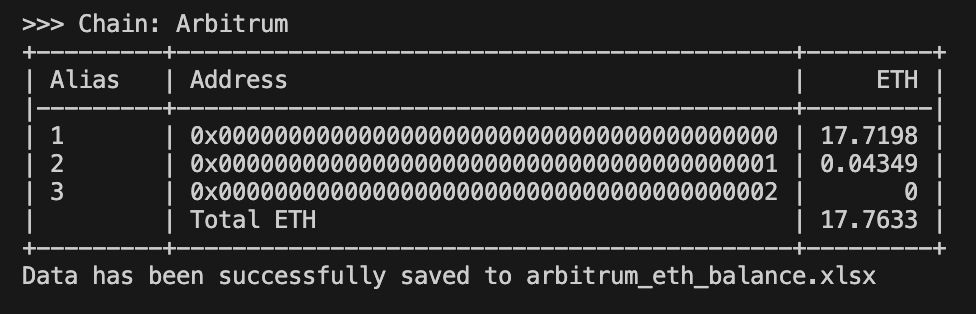 >>> Chain: Arbitrum
+---------+--------------------------------------------+---------+
| Alias   | Address                                    |     ETH |
|---------+--------------------------------------------+---------|
| 1       | 0x0000000000000000000000000000000000000000 | 17.7198 |
| 2       | 0x0000000000000000000000000000000000000001 | 0.04349 |
| 3       | 0x0000000000000000000000000000000000000002 |       0 |
|         | Total ETH                                  | 17.7633 |
+---------+--------------------------------------------+---------+
Data has been successfully saved to arbitrum_eth_balance.xlsx